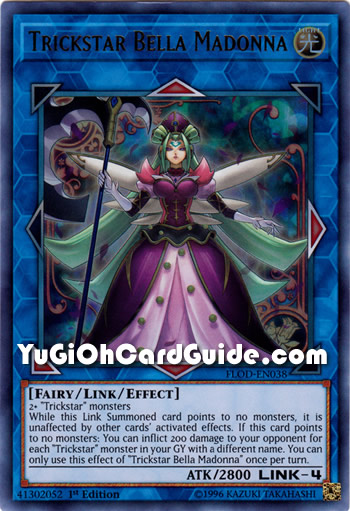 TRICKSTAR BELLA MADONNA
光
YuGiOhCardGuide.com
FLOD-EN038
[FAIRY/LINK/EFFECT]
2+ "Trickstar" monsters
While this Link Summoned card points to no monsters, it is
unaffected by other cards' activated effects. If this card
points to no monsters: You can inflict 200 damage to your opponent for
each "Trickstar" monster in your GY with a different name. You can
only use this effect of "Trickstar Bella Madonna" once per turn.
ATK/2800 LINK-4
41302052 1st Edition ©1996 KAZUKI TAKAHASHI